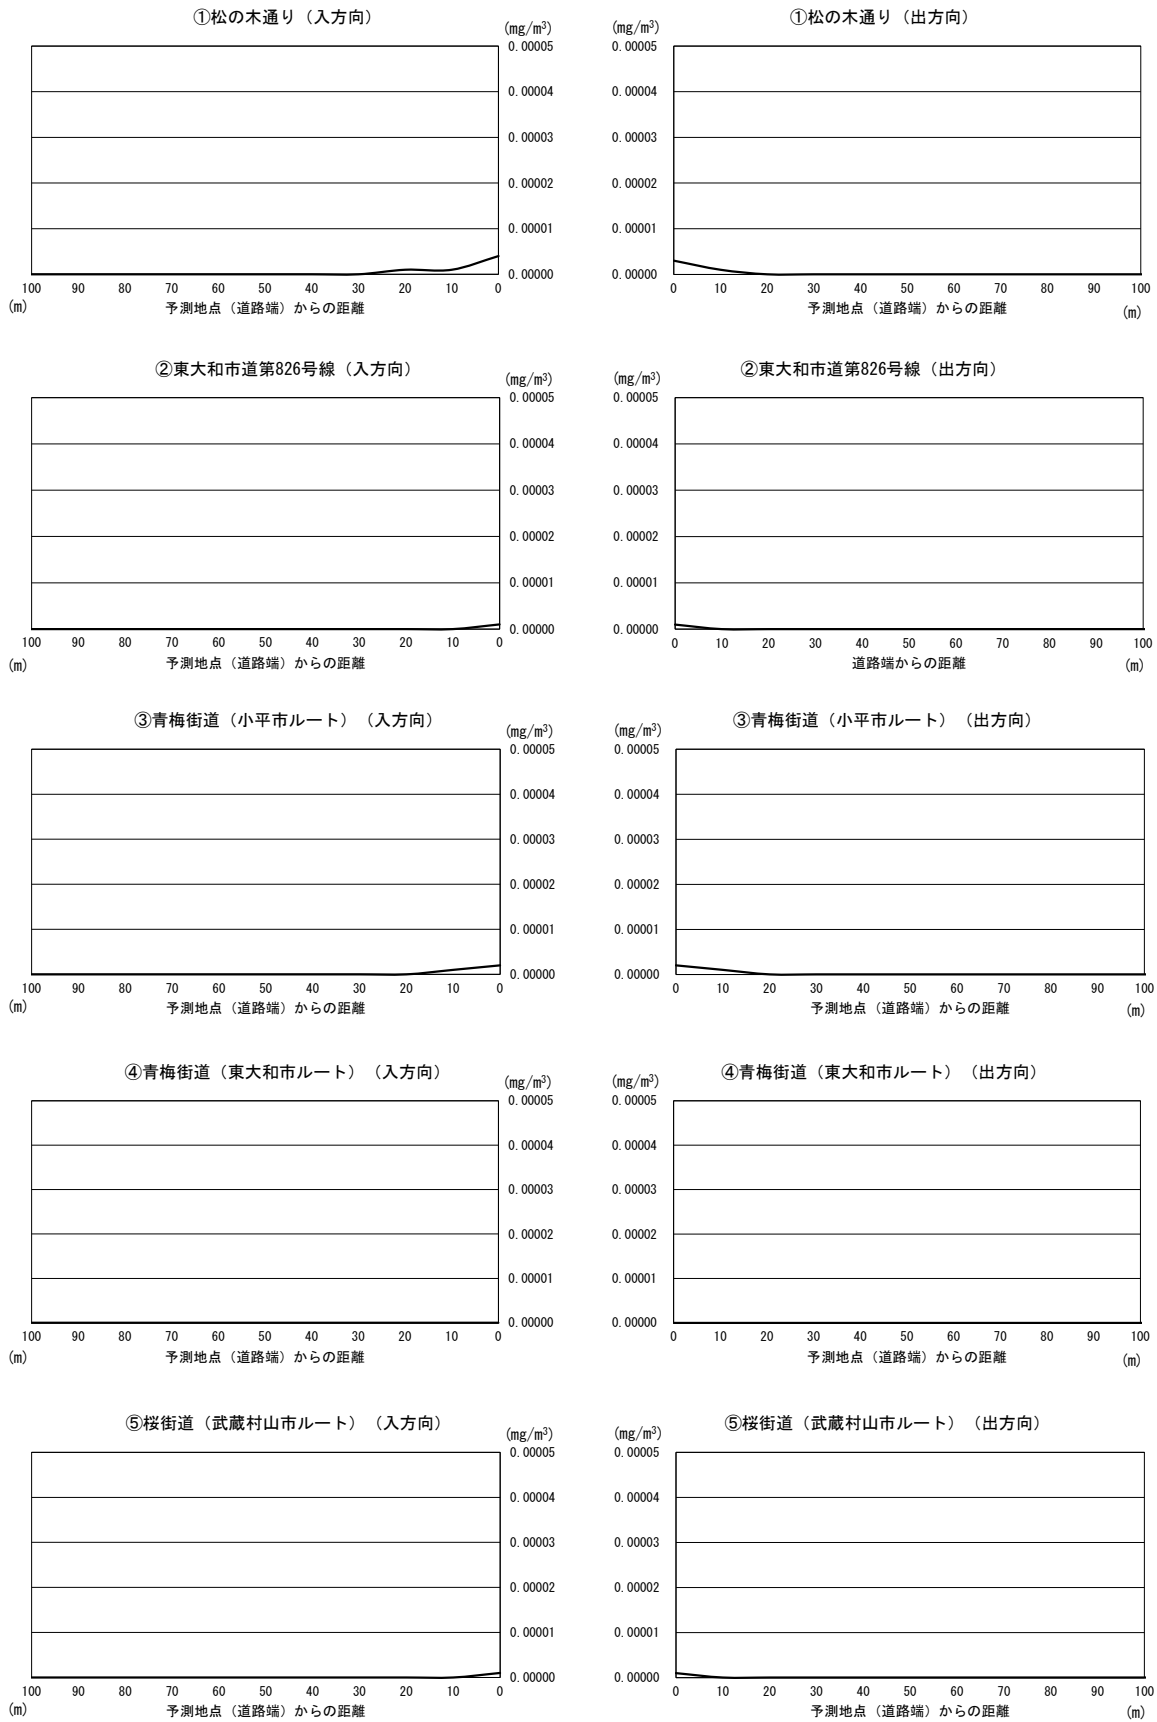 ①松の木通り（入方向）
(mg/m³)
0.00005
0.00004
0.00003
0.00002
0.00001
0.00000
100 90 80 70 60 50 40 30 20 10 0
(m)
予測地点（道路端）からの距離
①松の木通り（出方向）
(mg/m³)
0.00005
0.00004
0.00003
0.00002
0.00001
0.00000
0 10 20 30 40 50 60 70 80 90 100
予測地点（道路端）からの距離
(m)
②東大和市道第826号線（入方向）
(mg/m³)
0.00005
0.00004
0.00003
0.00002
0.00001
0.00000
100 90 80 70 60 50 40 30 20 10 0
(m)
予測地点（道路端）からの距離
②東大和市道第826号線（出方向）
(mg/m³)
0.00005
0.00004
0.00003
0.00002
0.00001
0.00000
0 10 20 30 40 50 60 70 80 90 100
道路端からの距離
(m)
③青梅街道（小平市ルート）（入方向）
(mg/m³)
0.00005
0.00004
0.00003
0.00002
0.00001
0.00000
100 90 80 70 60 50 40 30 20 10 0
(m)
予測地点（道路端）からの距離
③青梅街道（小平市ルート）（出方向）
(mg/m³)
0.00005
0.00004
0.00003
0.00002
0.00001
0.00000
0 10 20 30 40 50 60 70 80 90 100
予測地点（道路端）からの距離
(m)
④青梅街道（東大和市ルート）（入方向）
(mg/m³)
0.00005
0.00004
0.00003
0.00002
0.00001
0.00000
100 90 80 70 60 50 40 30 20 10 0
(m)
予測地点（道路端）からの距離
④青梅街道（東大和市ルート）（出方向）
(mg/m³)
0.00005
0.00004
0.00003
0.00002
0.00001
0.00000
0 10 20 30 40 50 60 70 80 90 100
予測地点（道路端）からの距離
(m)
⑤桜街道（武蔵村山市ルート）（入方向）
(mg/m³)
0.00005
0.00004
0.00003
0.00002
0.00001
0.00000
100 90 80 70 60 50 40 30 20 10 0
(m)
予測地点（道路端）からの距離
⑤桜街道（武蔵村山市ルート）（出方向）
(mg/m³)
0.00005
0.00004
0.00003
0.00002
0.00001
0.00000
0 10 20 30 40 50 60 70 80 90 100
予測地点（道路端）からの距離
(m)